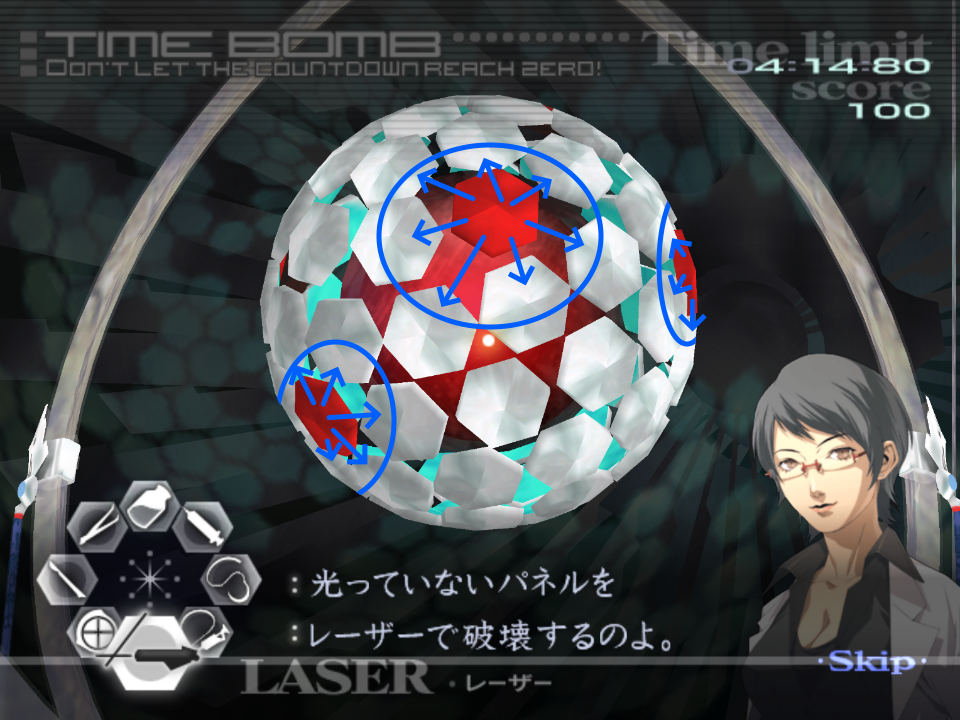 TIME BOMB
DON'T LET THE COUNTDOWN REACH ZERO!
Time limit
04:14:80
score
100
:光っていないパネルを
:レーザーで破壊するのよ。
·Skip·
LASER ·レーザー